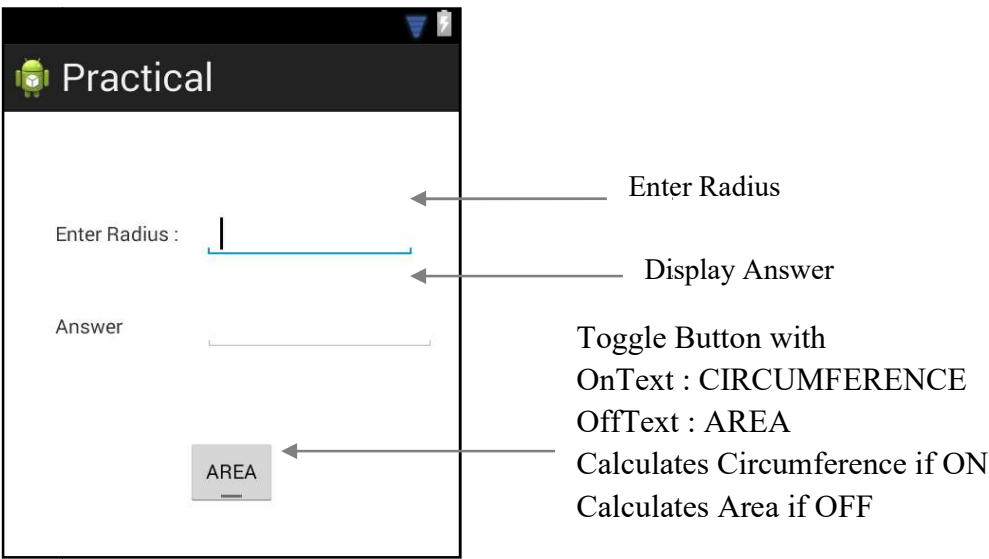 Practical
Enter Radius
Enter Radius :
Display Answer
Answer
Toggle Button with
OnText : CIRCUMFERENCE
OffText : AREA
Calculates Circumference if ON
Calculates Area if OFF
AREA